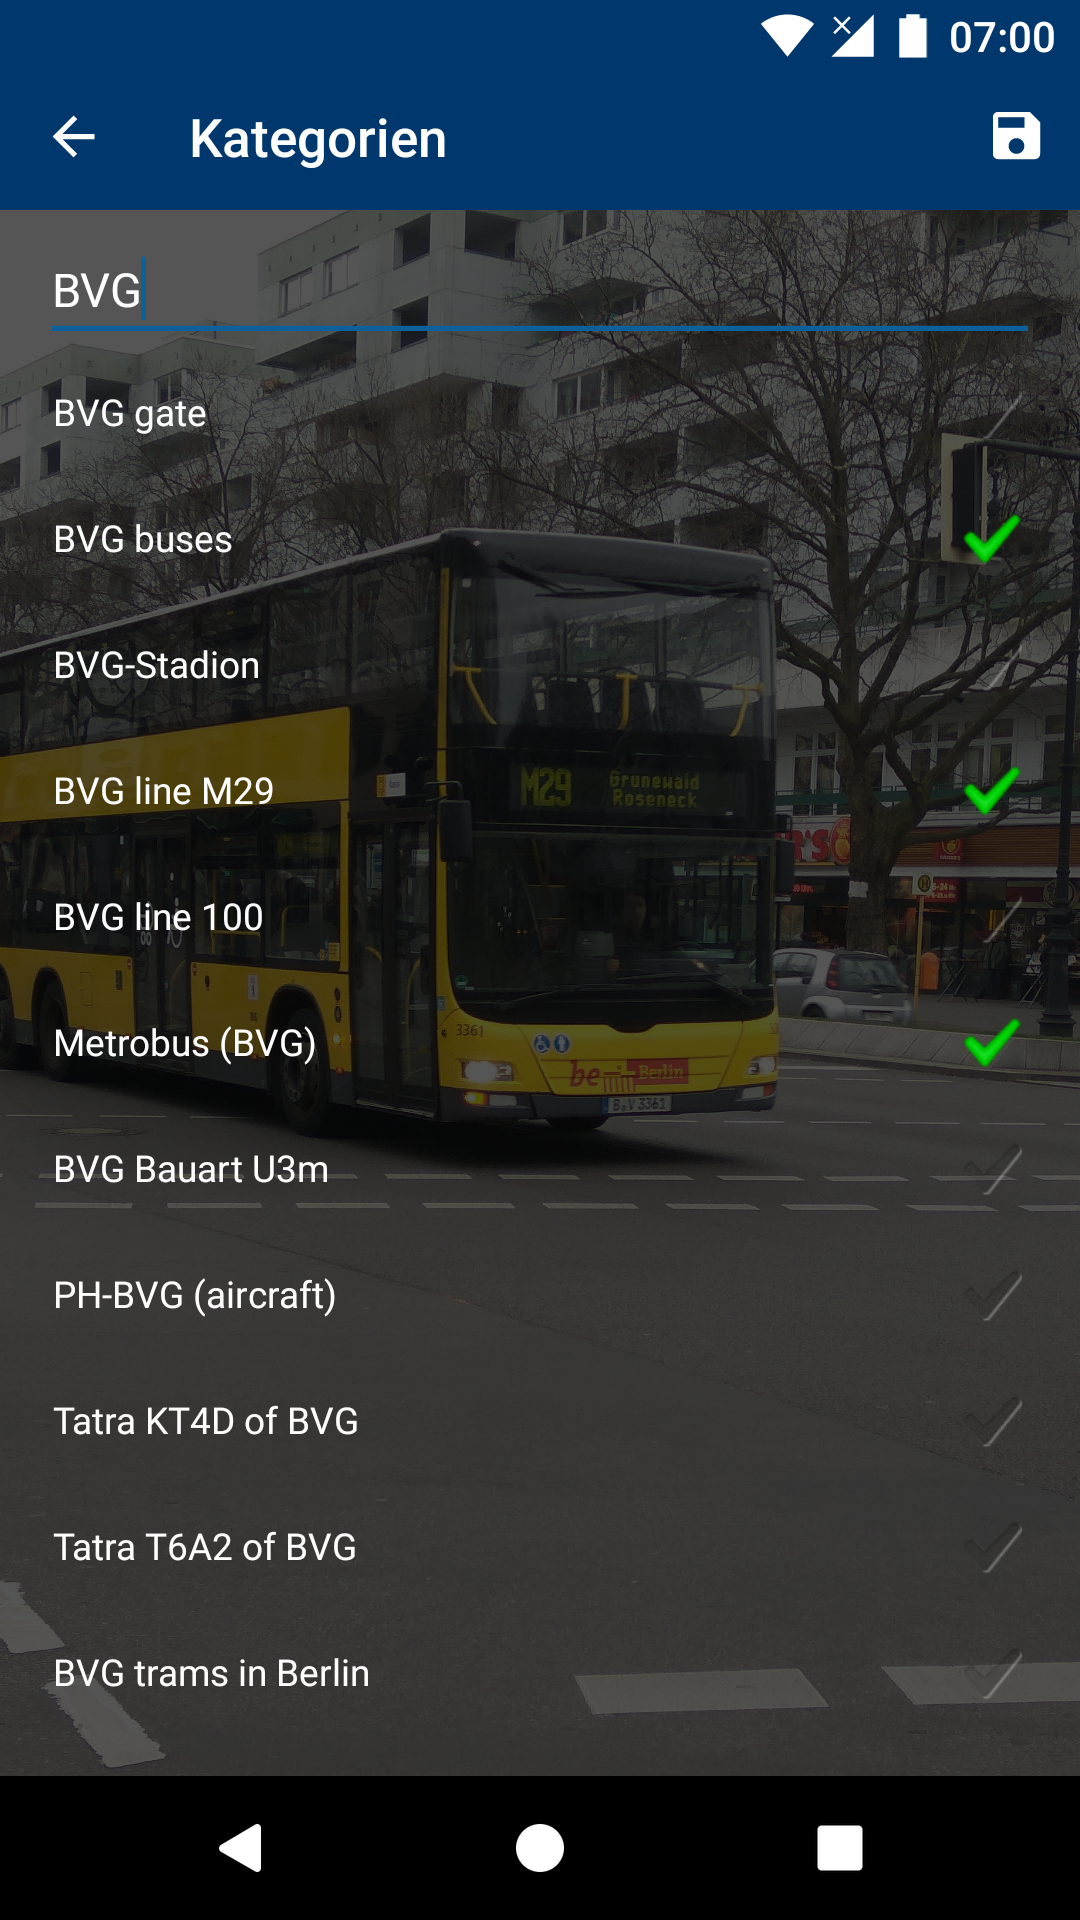 07:00
Kategorien
BVG
BVG gate
BVG buses
BVG-Stadion
BVG line M29
M29 Grunewald
Roseneck
BVG line 100
Metrobus (BVG)
3361
be Berlin
B·V 3361
BVG Bauart U3m
PH-BVG (aircraft)
Tatra KT4D of BVG
Tatra T6A2 of BVG
BVG trams in Berlin